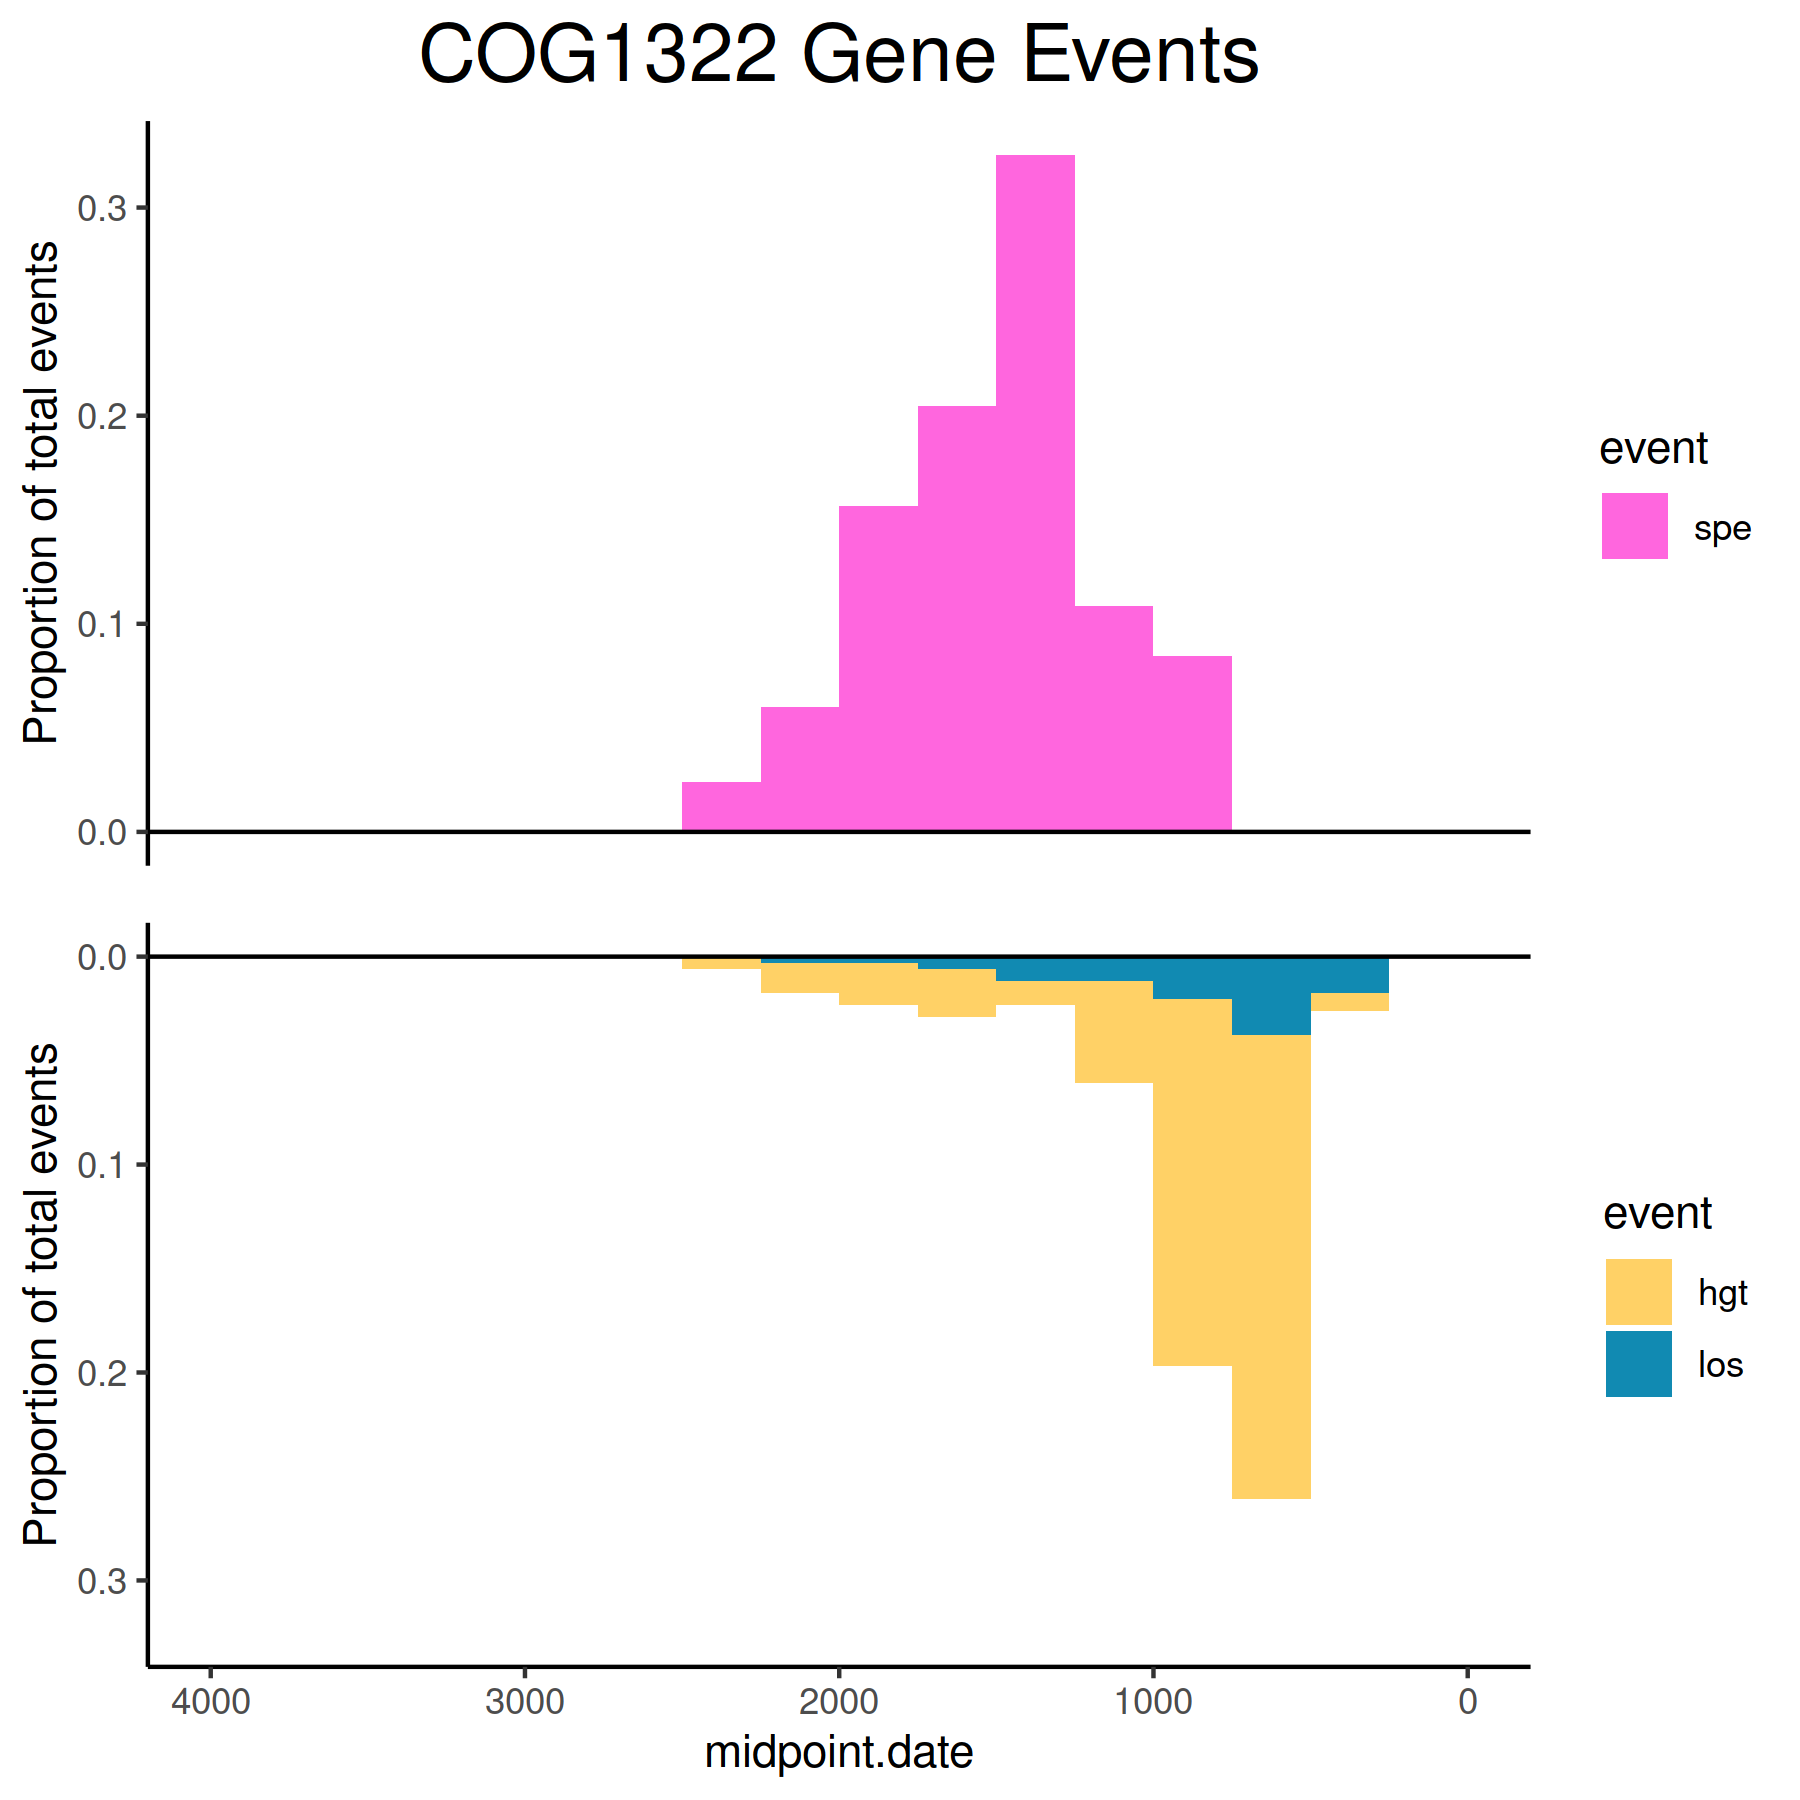 COG1322 Gene Events
Proportion of total events
0.3
0.2
0.1
0.0
event
spe
Proportion of total events
0.0
0.1
0.2
0.3
event
hgt
los
4000 3000 2000 1000 0
midpoint.date